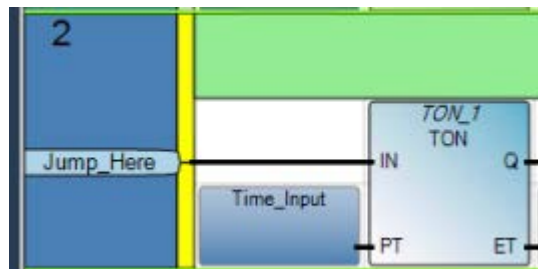 2
TON_1
TON
Jump_Here
IN
Q
Time_Input
PT
ET